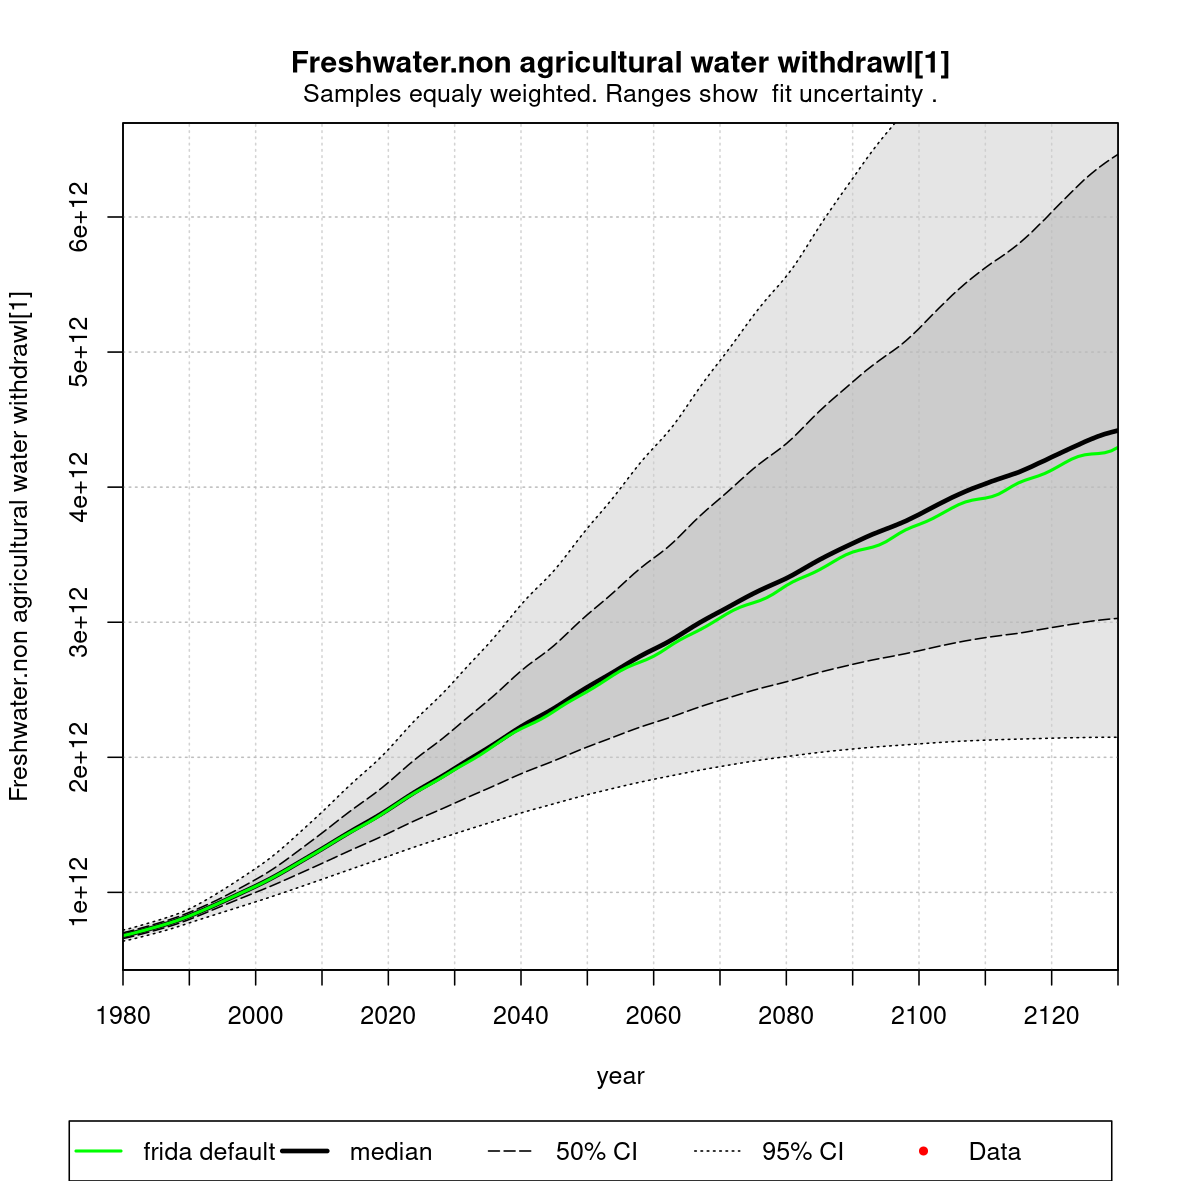 Freshwater.non agricultural water withdrawl[1]
Samples equaly weighted. Ranges show  fit uncertainty .
Freshwater.non agricultural water withdrawl[1]
6e+12
5e+12
4e+12
3e+12
2e+12
1e+12
1980 2000 2020 2040 2060 2080 2100 2120
year
frida default median 50% CI 95% CI Data